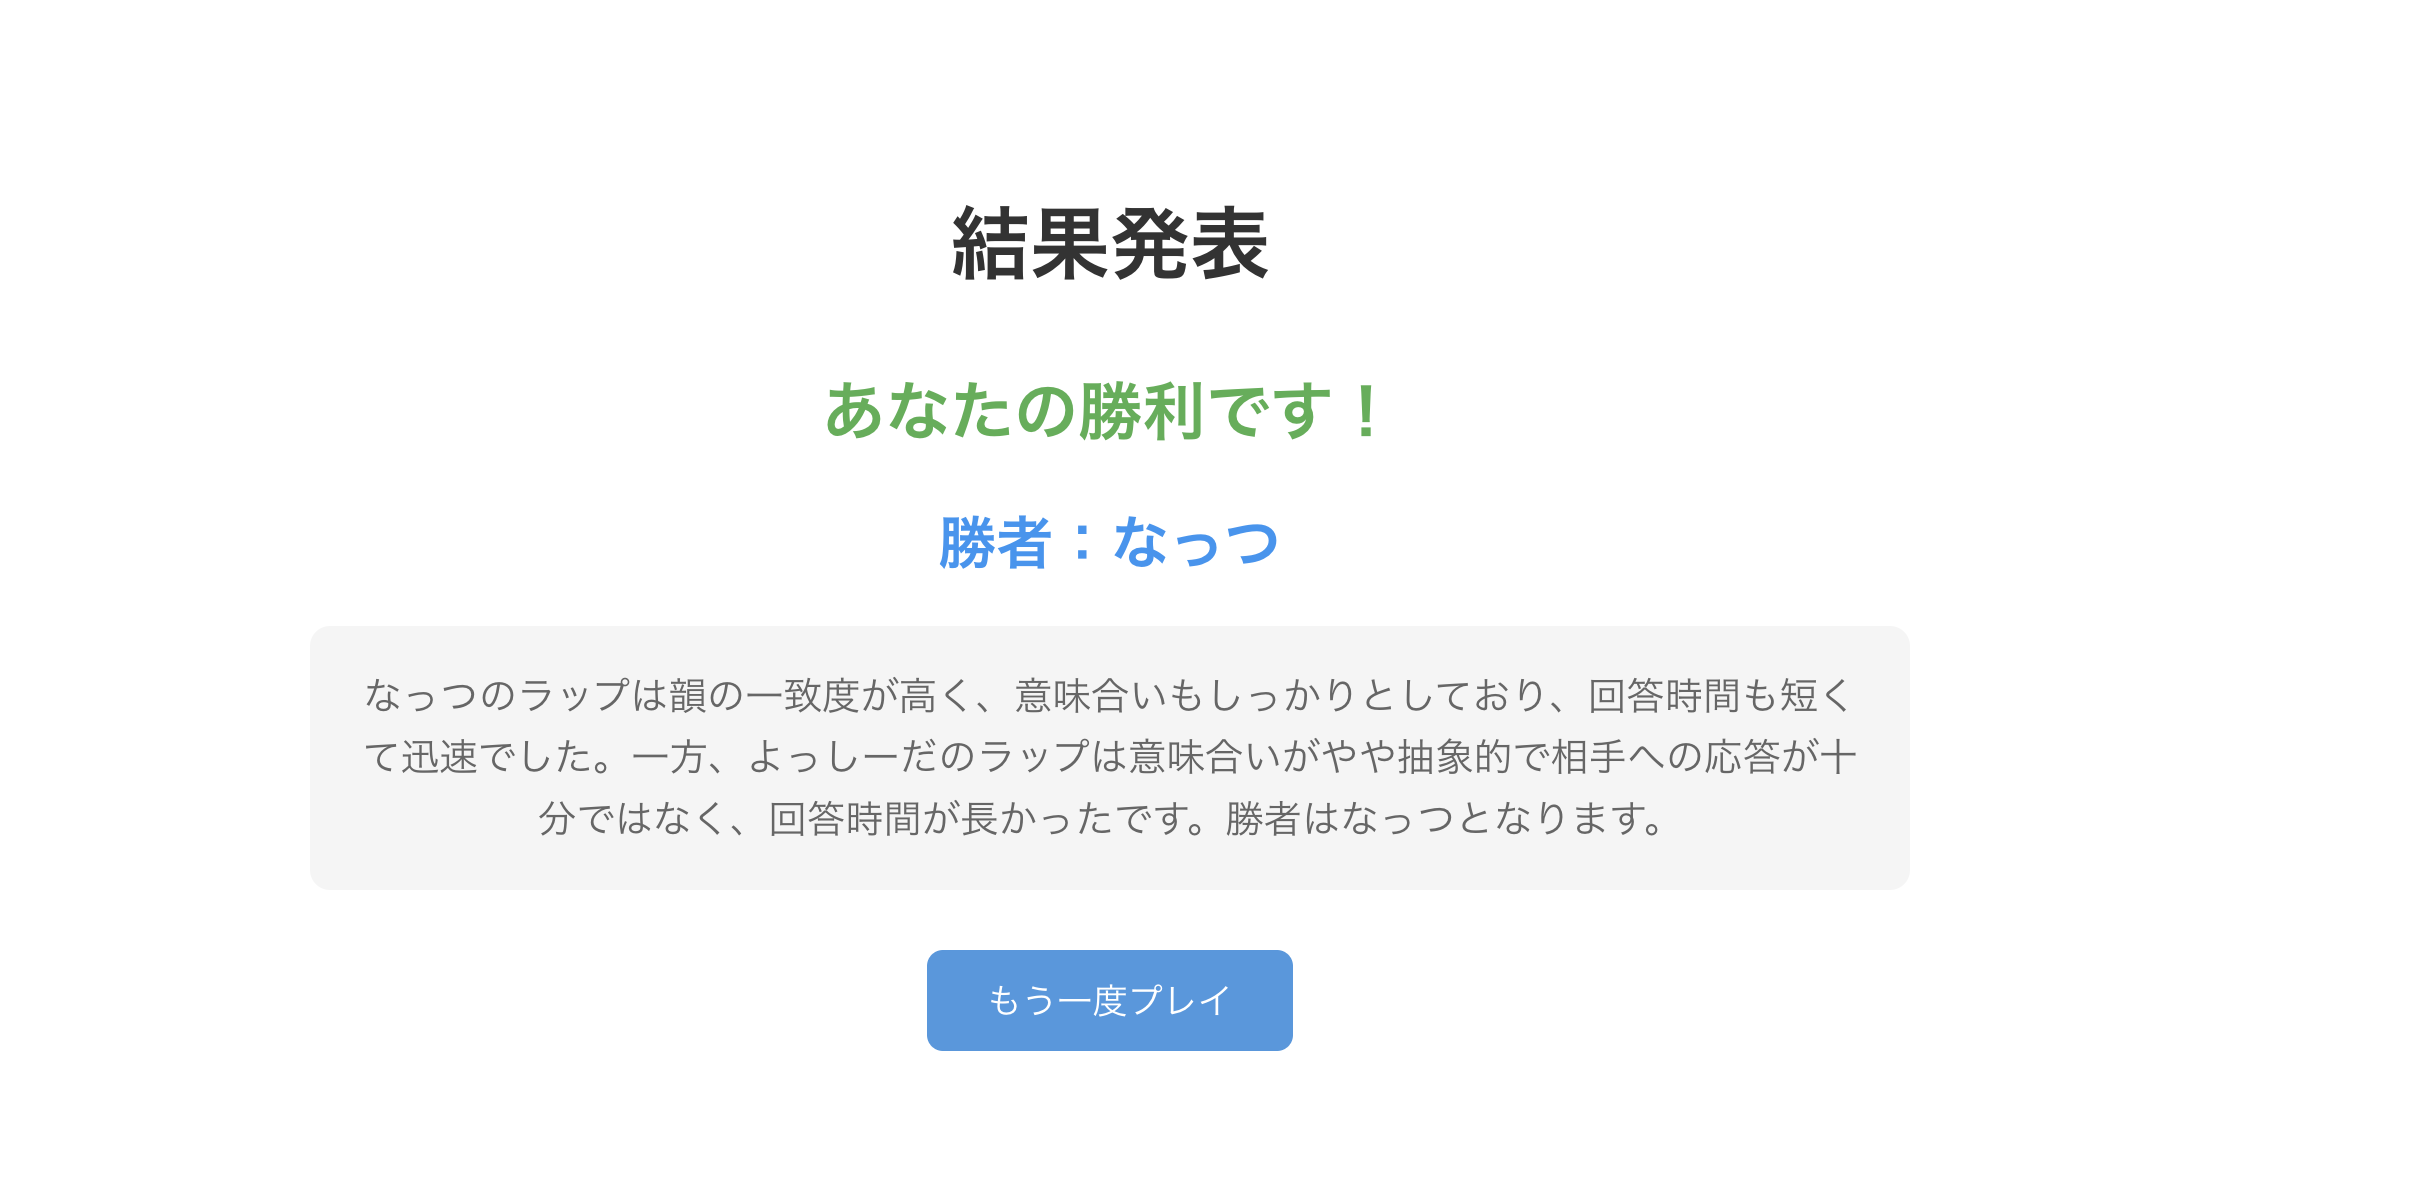 結果発表
あなたの勝利です！
勝者：なっつ
なっつのラップは韻の一致度が高く、意味合いもしっかりとしており、回答時間も短く
て迅速でした。一方、よっしーだのラップは意味合いがやや抽象的で相手への応答が十
分ではなく、回答時間が長かったです。勝者はなっつとなります。
もう一度プレイ